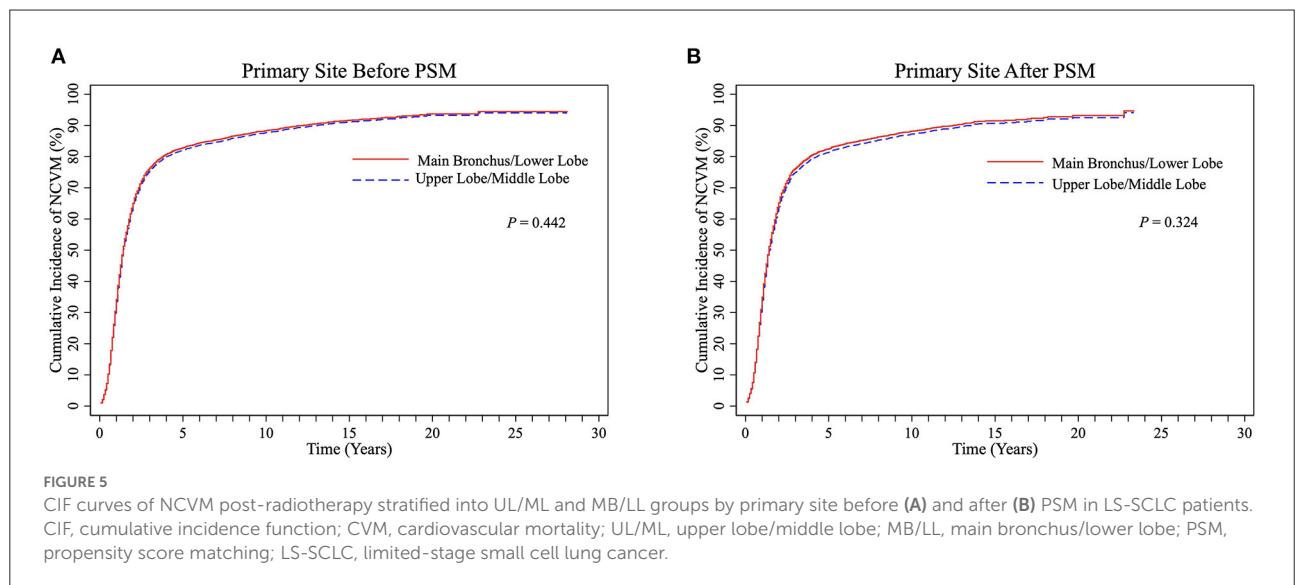 A
Primary Site Before PSM
Cumulative Incidence of NCVM (%)
100
90
80
70
60
50
40
30
20
10
0
Main Bronchus/Lower Lobe
Upper Lobe/Middle Lobe
P = 0.442
0 5 10 15 20 25 30
Time (Years)
B
Primary Site After PSM
Cumulative Incidence of NCVM (%)
100
90
80
70
60
50
40
30
20
10
0
Main Bronchus/Lower Lobe
Upper Lobe/Middle Lobe
P = 0.324
0 5 10 15 20 25 30
Time (Years)
FIGURE 5
CIF curves of NCVM post-radiotherapy stratified into UL/ML and MB/LL groups by primary site before (A) and after (B) PSM in LS-SCLC patients.
CIF, cumulative incidence function; CVM, cardiovascular mortality; UL/ML, upper lobe/middle lobe; MB/LL, main bronchus/lower lobe; PSM,
propensity score matching; LS-SCLC, limited-stage small cell lung cancer.